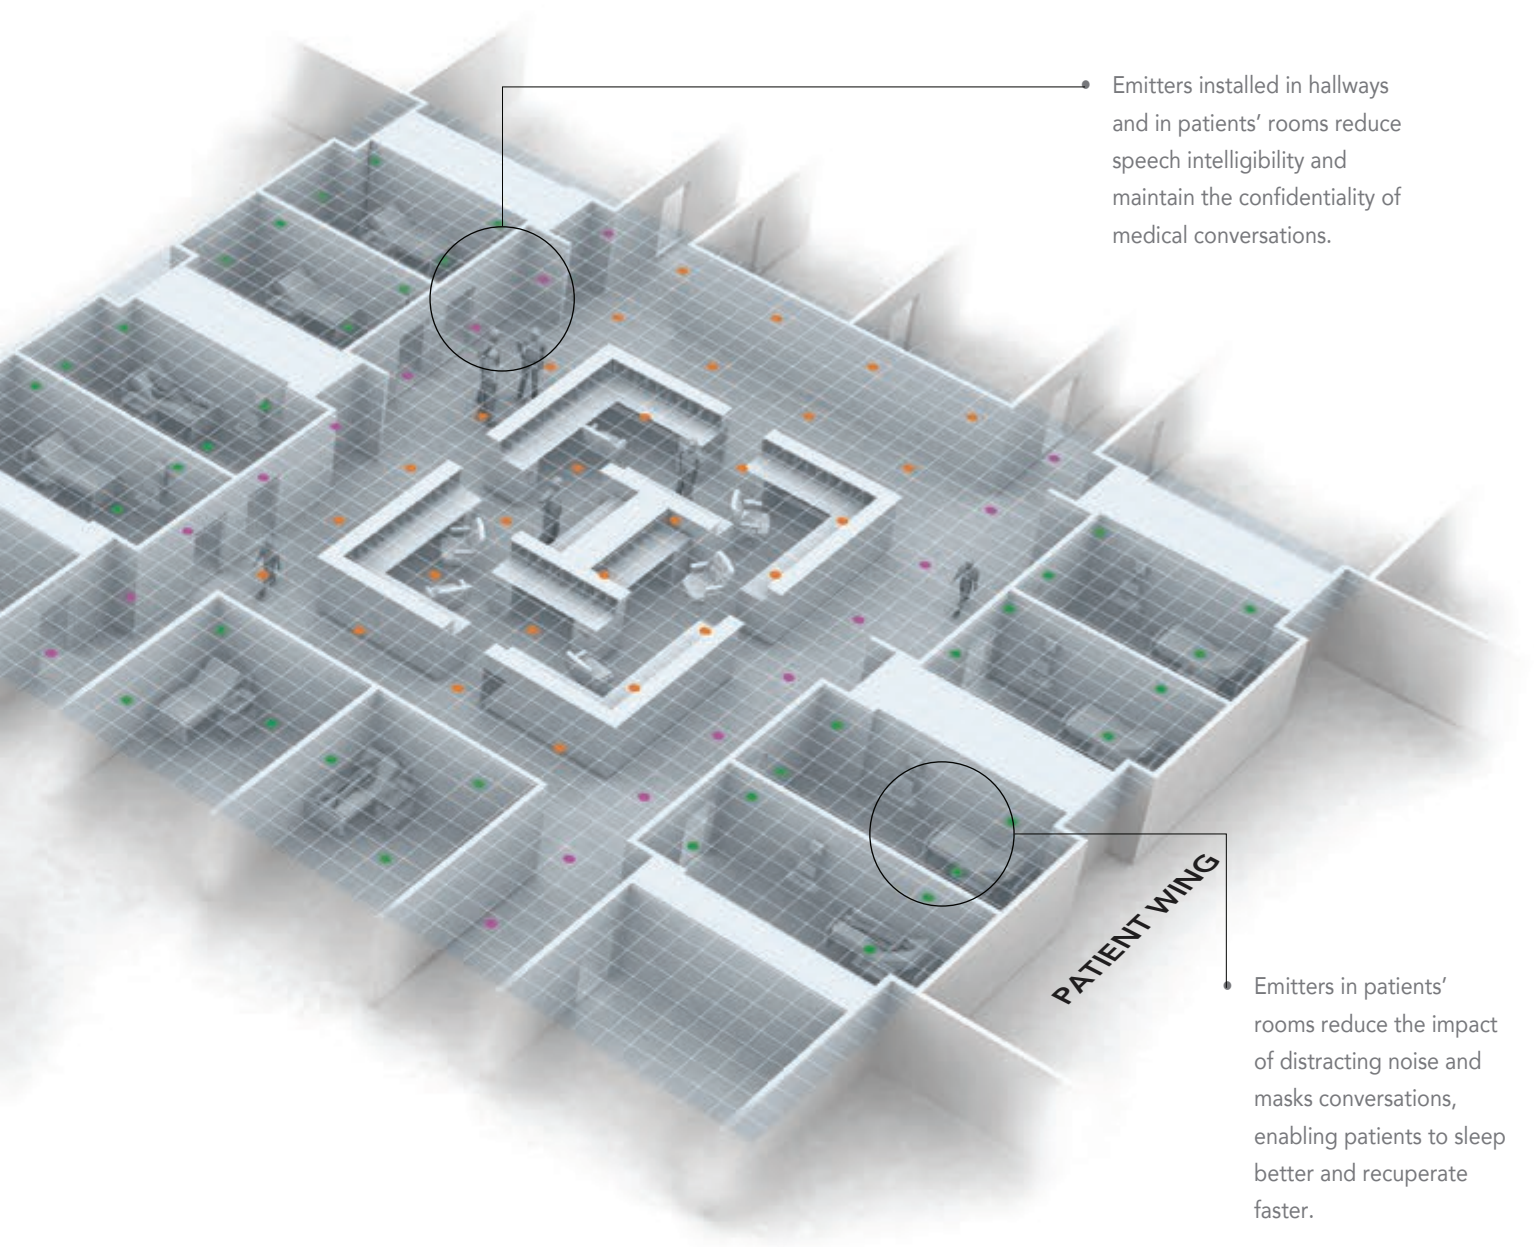 Emitters installed in hallways
and in patients’ rooms reduce
speech intelligibility and
maintain the confidentiality of
medical conversations.
PATIENT WING
Emitters in patients’
rooms reduce the impact
of distracting noise and
masks conversations,
enabling patients to sleep
better and recuperate
faster.